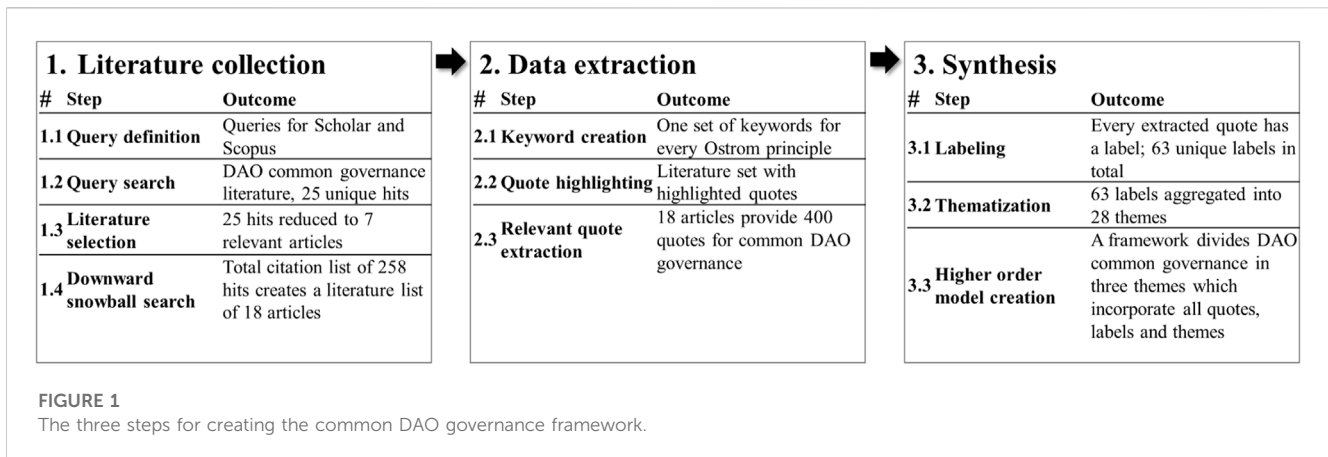 1. Literature collection
# Step Outcome
1.1 Query definition Queries for Scholar and
Scopus
1.2 Query search DAO common governance
literature, 25 unique hits
1.3 Literature selection 25 hits reduced to 7
relevant articles
1.4 Downward snowball search Total citation list of 258
hits creates a literature list
of 18 articles
2. Data extraction
# Step Outcome
2.1 Keyword creation One set of keywords for
every Ostrom principle
2.2 Quote highlighting Literature set with
highlighted quotes
2.3 Relevant quote extraction 18 articles provide 400
quotes for common DAO
governance
3. Synthesis
# Step Outcome
3.1 Labeling Every extracted quote has
a label; 63 unique labels in
total
3.2 Thematization 63 labels aggregated into
28 themes
3.3 Higher order model creation A framework divides DAO
common governance in
three themes which
incorporate all quotes,
labels and themes
FIGURE 1
The three steps for creating the common DAO governance framework.